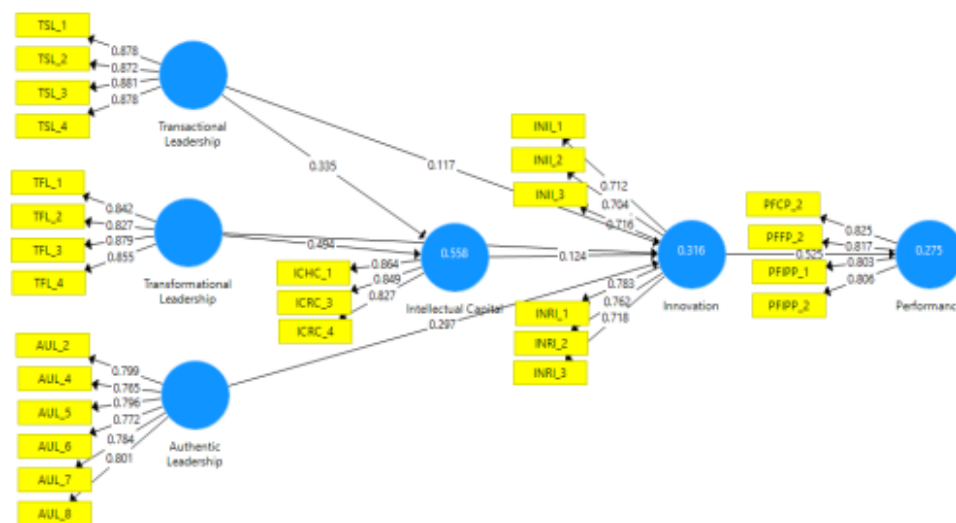 TSL_1
TSL_2
TSL_3
TSL_4
0.878
0.872
0.881
0.878
Transactional
Leadership
0.335
0.117
TFL_1
TFL_2
TFL_3
TFL_4
0.842
0.827
0.879
0.855
Transformational
Leadership
0.494
AUL_2
AUL_4
AUL_5
AUL_6
AUL_7
AUL_8
0.799
0.765
0.796
0.772
0.784
0.801
Authentic
Leadership
0.297
ICHC_1
ICRC_3
ICRC_4
0.864
0.849
0.827
0.558
Intellectual Capital
0.124
INII_1
INII_2
INII_3
0.712
0.704
0.716
0.316
Innovation
INRI_1
INRI_2
INRI_3
0.783
0.762
0.718
0.525
PFCP_2
PFFP_2
PFIPP_1
PFIPP_2
0.825
0.817
0.803
0.806
0.275
Performanc